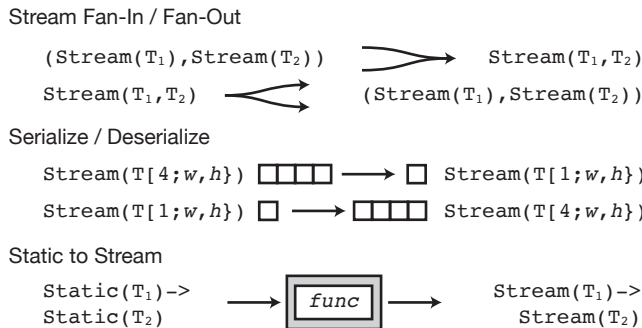 Stream Fan-In / Fan-Out
(Stream(T₁),Stream(T₂)) Stream(T₁,T₂)
Stream(T₁,T₂) (Stream(T₁),Stream(T₂))
Serialize / Deserialize
Stream(T[4;w,h}) Stream(T[1;w,h})
Stream(T[1;w,h}) Stream(T[4;w,h})
Static to Stream
Static(T₁)-> func Stream(T₁)->
Static(T₂) Stream(T₂)